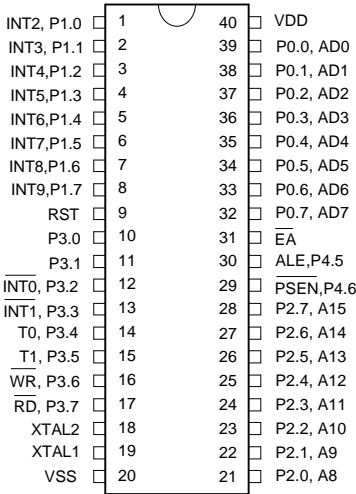 INT2, P1.0 1 40 VDD
INT3, P1.1 2 39 P0.0, AD0
INT4,P1.2 3 38 P0.1, AD1
INT5,P1.3 4 37 P0.2, AD2
INT6,P1.4 5 36 P0.3, AD3
INT7,P1.5 6 35 P0.4, AD4
INT8,P1.6 7 34 P0.5, AD5
INT9,P1.7 8 33 P0.6, AD6
RST 9 32 P0.7, AD7
P3.0 10 31 EA
P3.1 11 30 ALE,P4.5
INT0, P3.2 12 29 PSEN,P4.6
INT1, P3.3 13 28 P2.7, A15
T0, P3.4 14 27 P2.6, A14
T1, P3.5 15 26 P2.5, A13
WR, P3.6 16 25 P2.4, A12
RD, P3.7 17 24 P2.3, A11
XTAL2 18 23 P2.2, A10
XTAL1 19 22 P2.1, A9
VSS 20 21 P2.0, A8